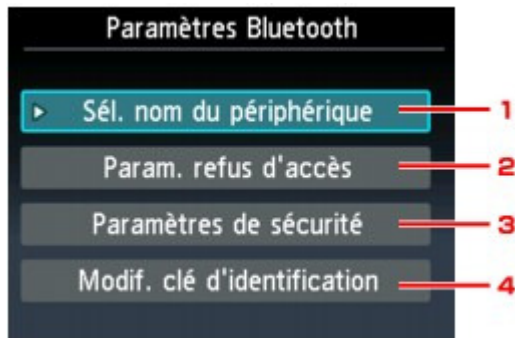 Paramètres Bluetooth
Sél. nom du périphérique 1
Param. refus d'accès 2
Paramètres de sécurité 3
Modif. clé d'identification 4